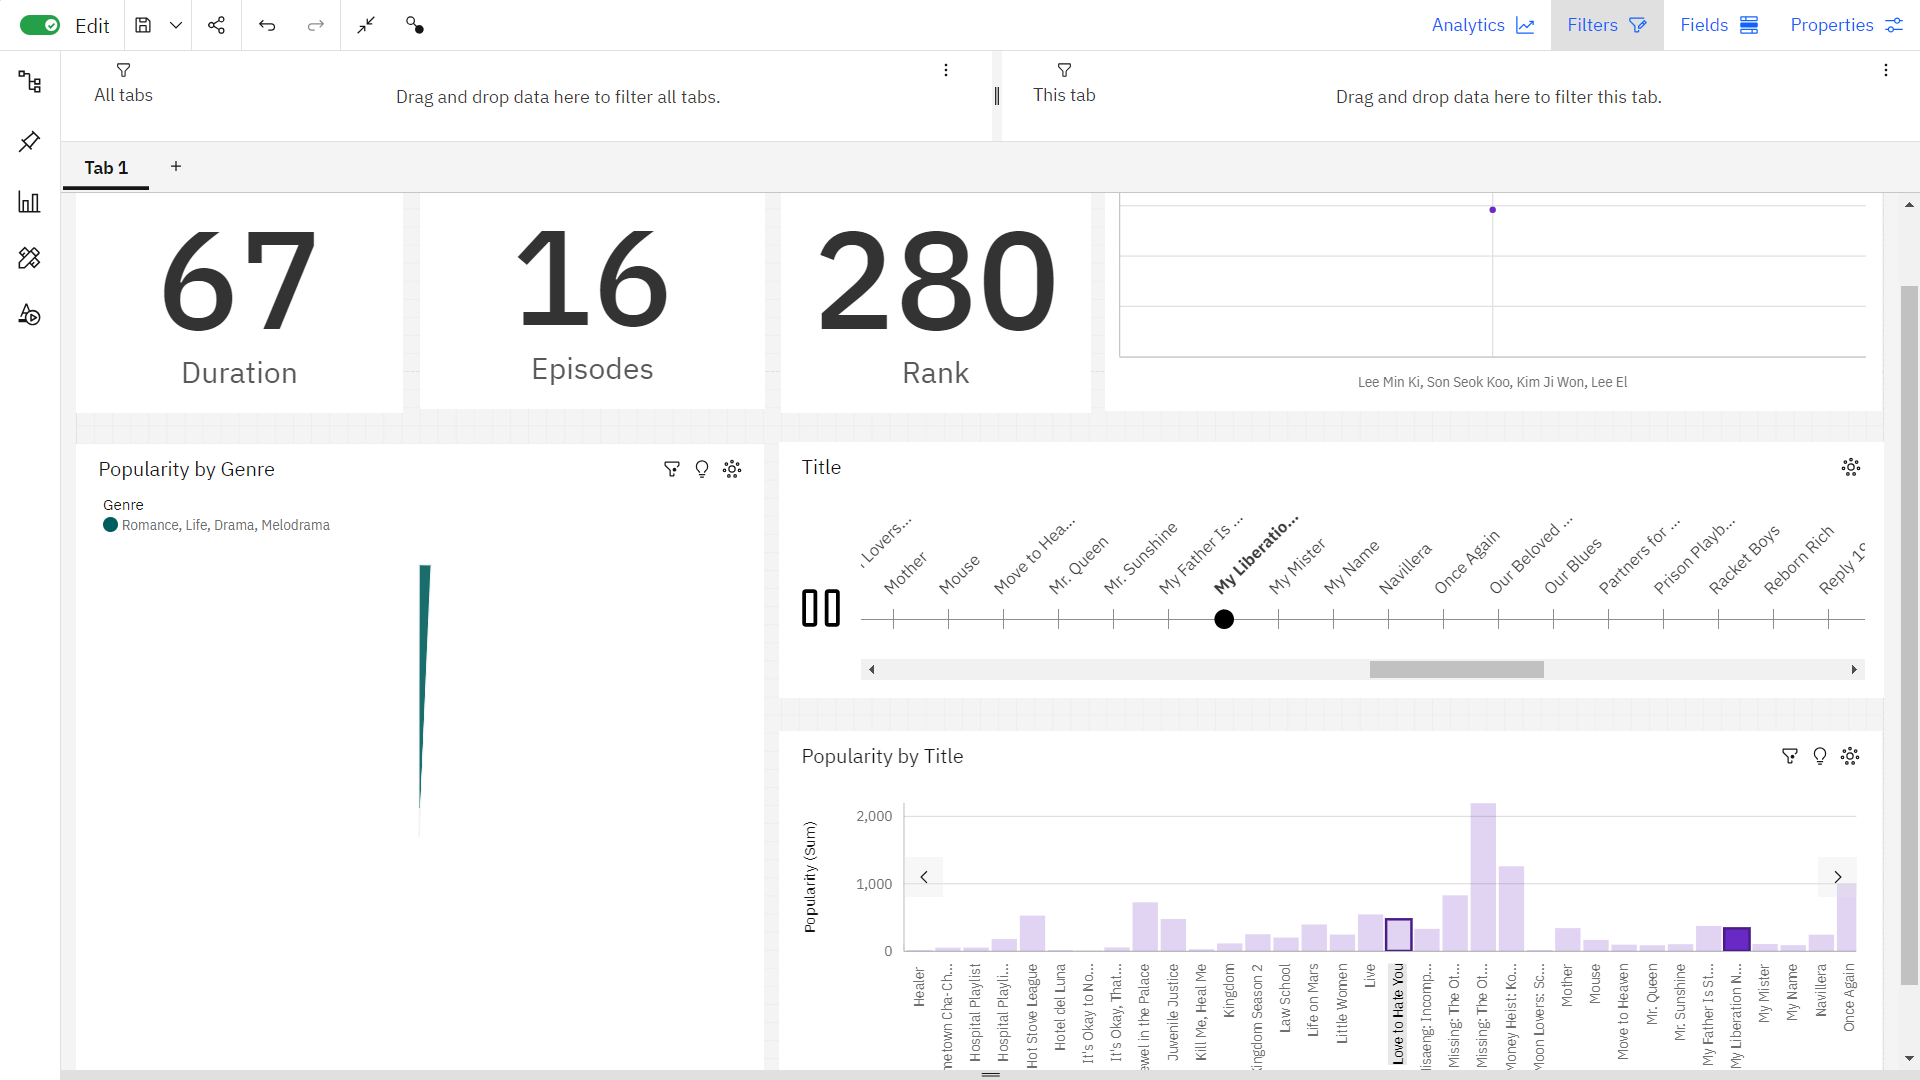 Edit
Analytics
Filters
Fields
Properties
All tabs
Drag and drop data here to filter all tabs.
This tab
Drag and drop data here to filter this tab.
Tab 1
+
67
Duration
16
Episodes
280
Rank
Lee Min Ki, Son Seok Koo, Kim Ji Won, Lee El
Popularity by Genre
Genre
Romance, Life, Drama, Melodrama
Title
Lovers...
Mother
Mouse
Move to Hea...
Mr. Queen
Mr. Sunshine
My Father Is ...
My Liberatio...
My Mister
My Name
Navillera
Once Again
Our Beloved ...
Our Blues
Partners for ...
Prison Playb...
Racket Boys
Reborn Rich
Reply 19
Popularity by Title
Popularity (Sum)
2,000
1,000
0
Healer
metown Cha-Ch...
Hospital Playlist
Hospital Playli...
Hot Stove League
Hotel del Luna
It's Okay to No...
It's Okay, That...
ewel in the Palace
Juvenile Justice
Kill Me, Heal Me
Kingdom
ingdom Season 2
Law School
Life on Mars
Little Women
Live
Love to Hate You
isaeng: Incomp...
Missing: The Ot...
Missing: The Ot...
Money Heist: Ko...
Moon Lovers: Sc...
Mother
Mouse
Move to Heaven
Mr. Queen
Mr. Sunshine
My Father Is St...
My Liberation N...
My Mister
My Name
Navillera
Once Again